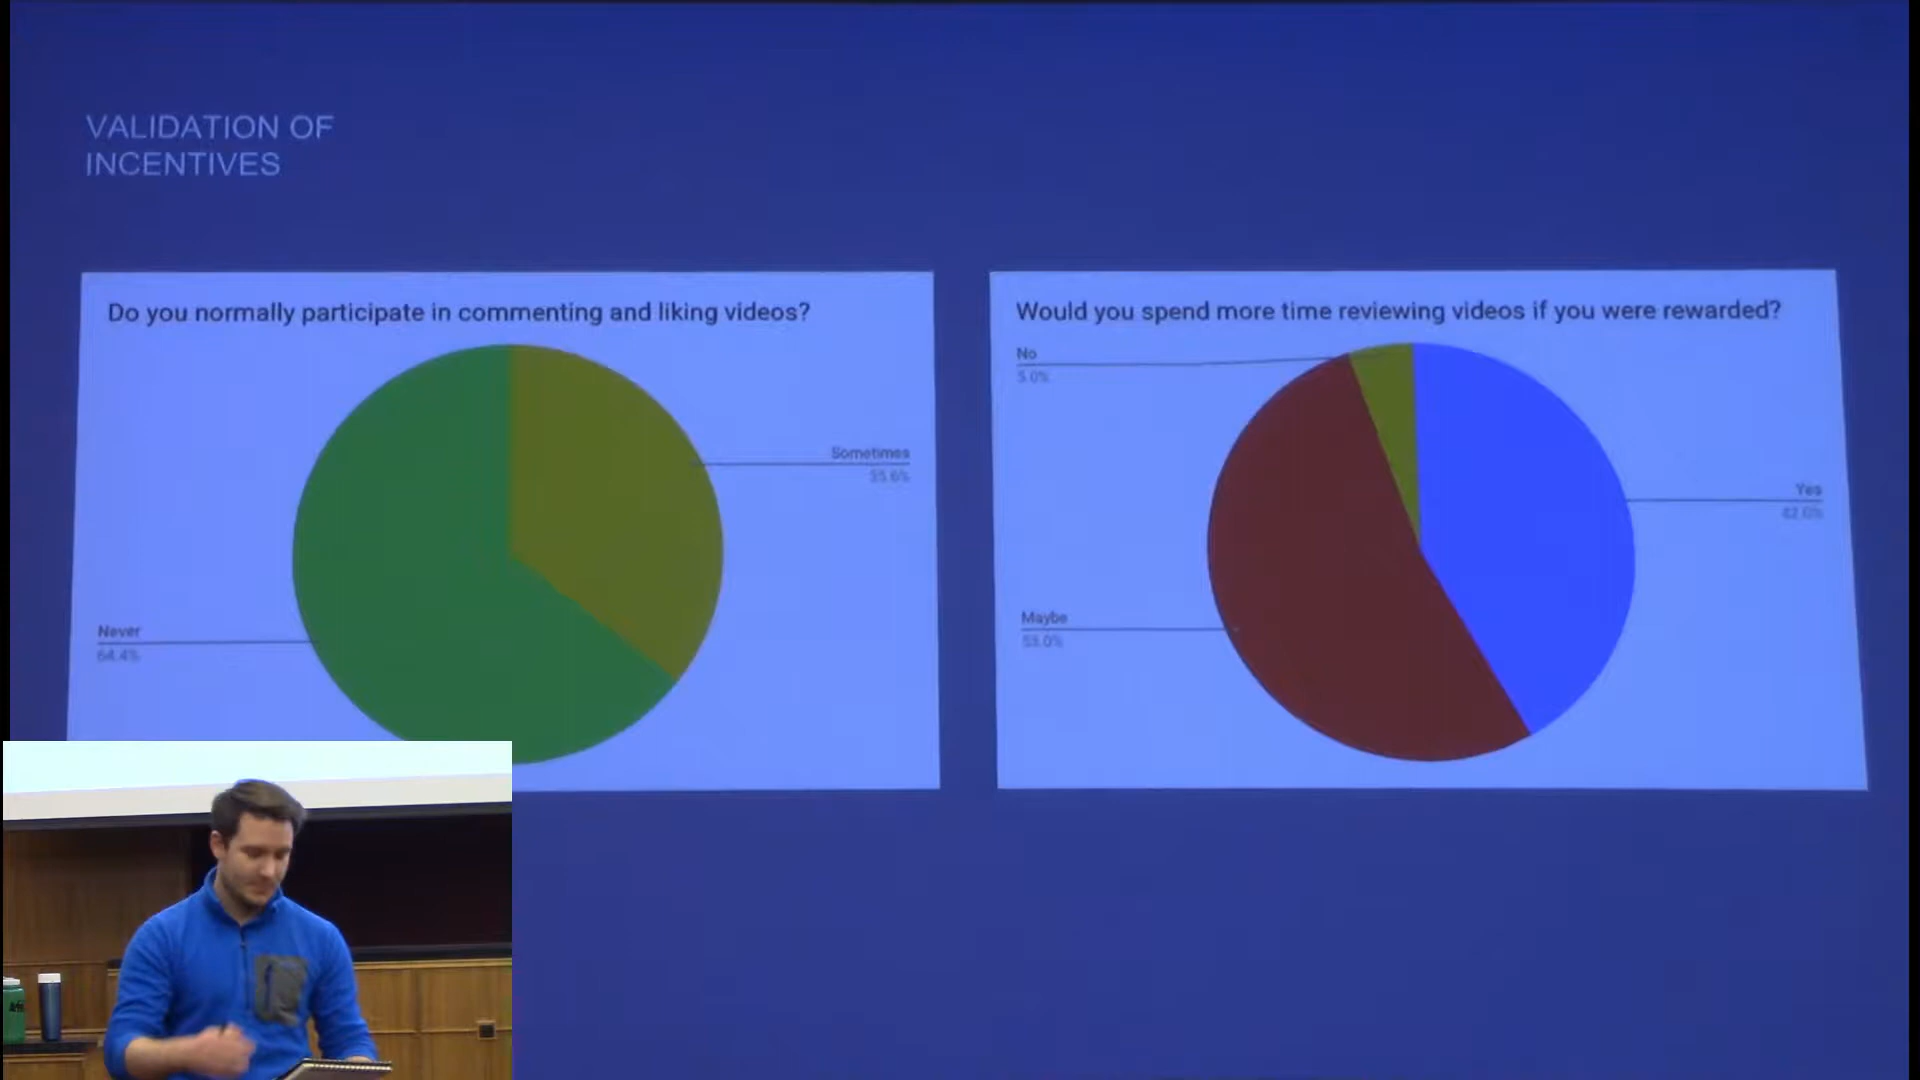 VALIDATION OF
INCENTIVES
Do you normally participate in commenting and liking videos?
Sometimes
35.6%
Never
64.4%
Would you spend more time reviewing videos if you were rewarded?
No
5.0%
Yes
42.0%
Maybe
53.0%